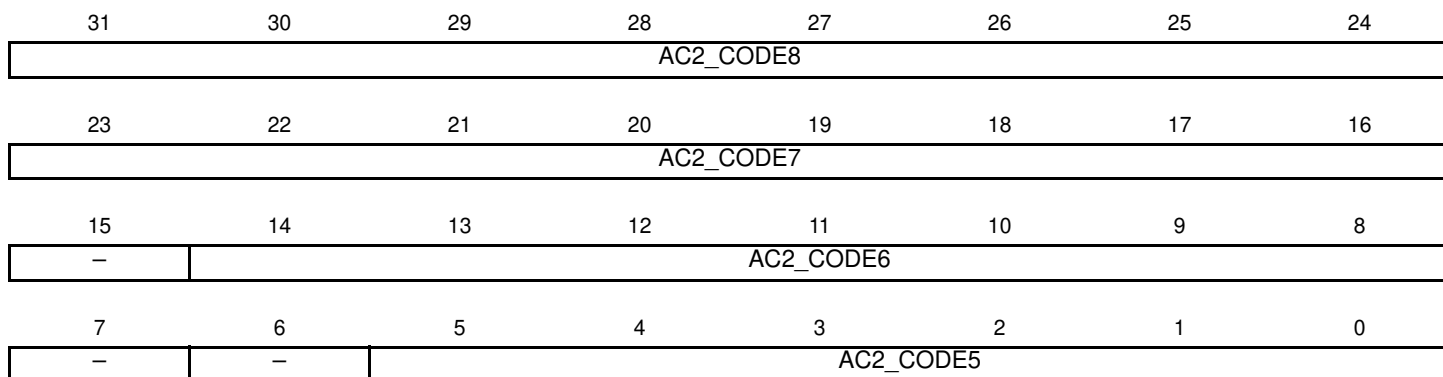 31 30 29 28 27 26 25 24
AC2_CODE8
23 22 21 20 19 18 17 16
AC2_CODE7
15 14 13 12 11 10 9 8
– AC2_CODE6
7 6 5 4 3 2 1 0
– – AC2_CODE5